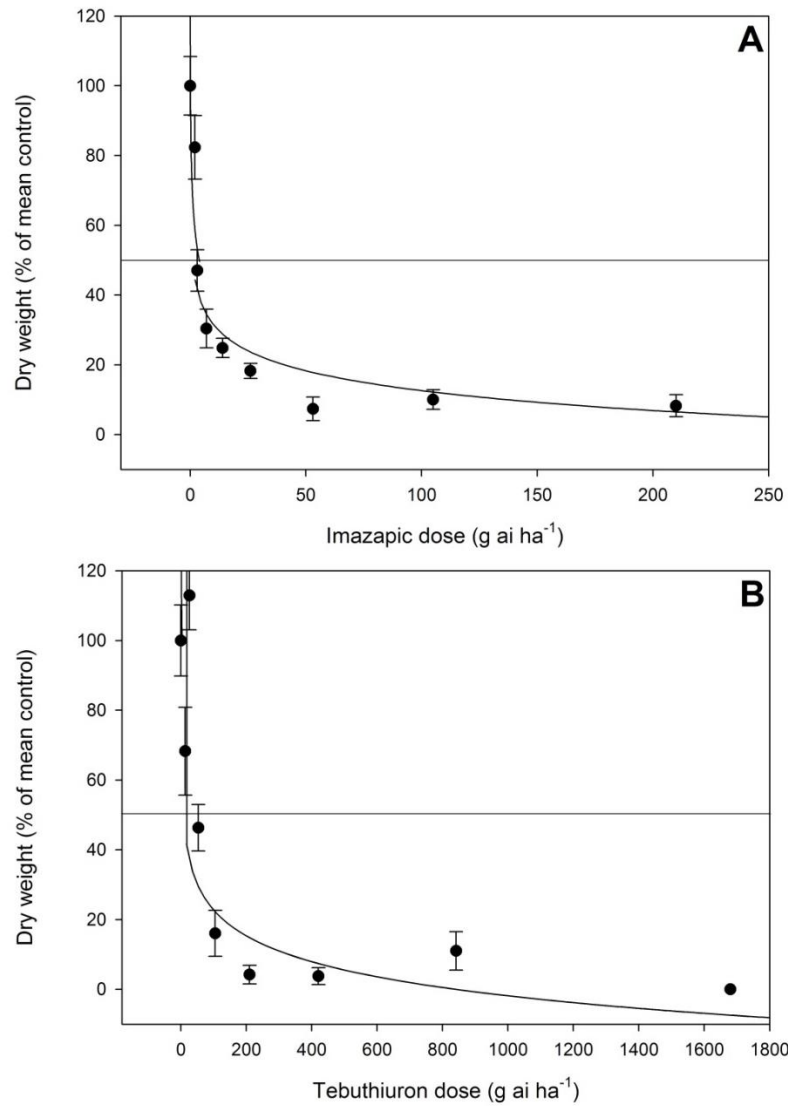 A
120
100
80
60
40
20
0
Dry weight (% of mean control)
0 50 100 150 200 250
Imazapic dose (g ai ha⁻¹)
B
120
100
80
60
40
20
0
Dry weight (% of mean control)
0 200 400 600 800 1000 1200 1400 1600 1800
Tebuthiuron dose (g ai ha⁻¹)